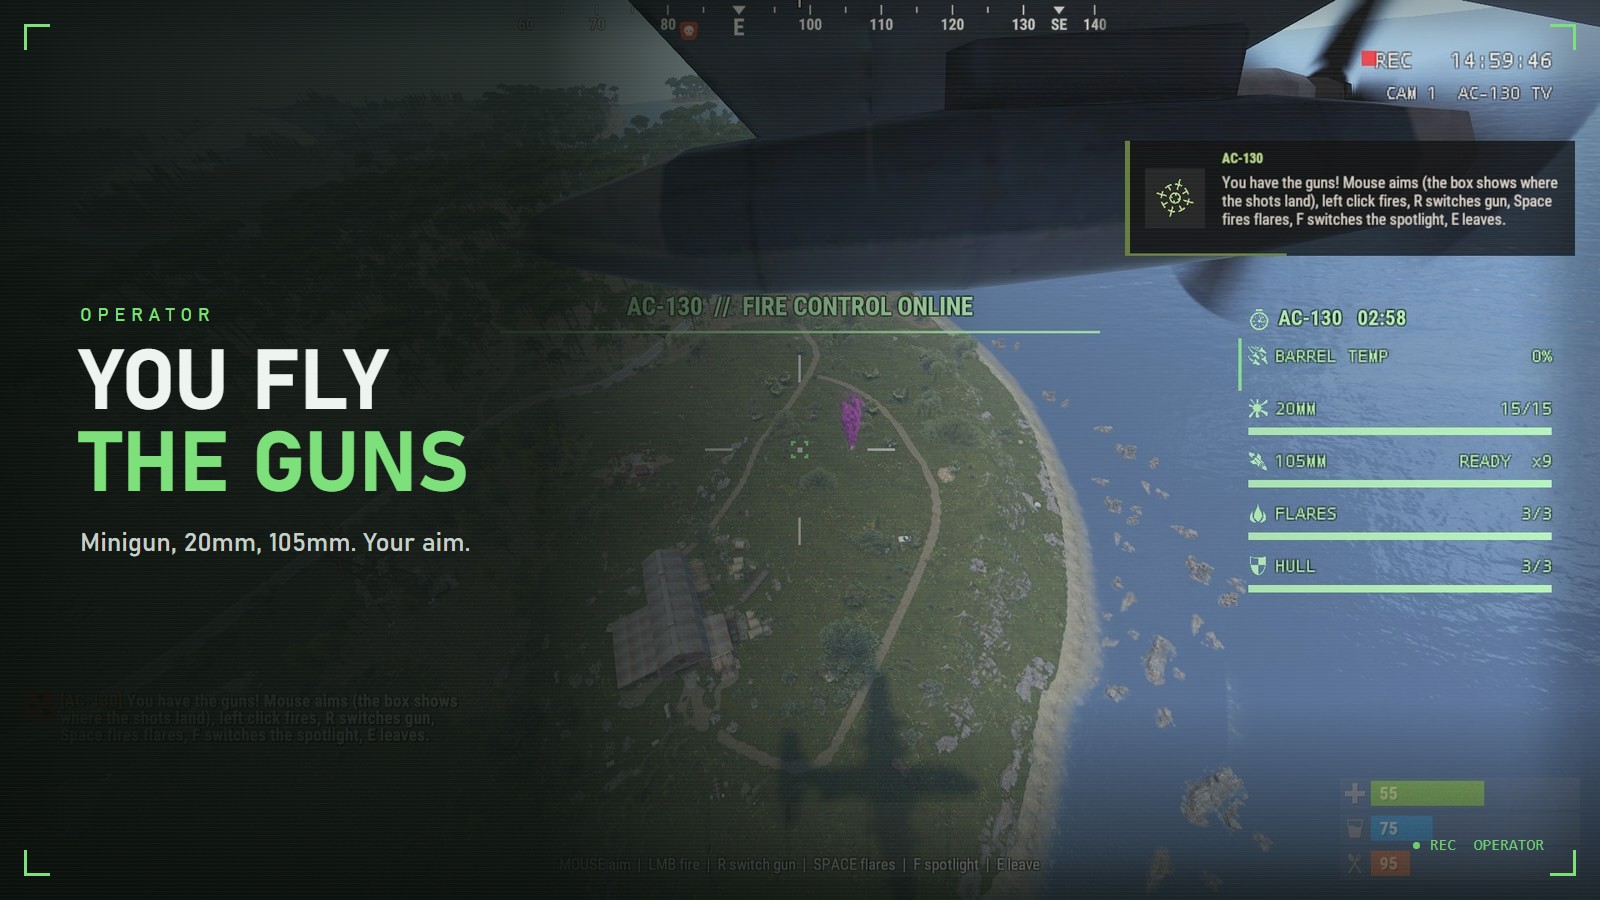 60 70 80 E 100 110 120 130 SE 140
REC 14:59:46
CAM 1 AC-130 TV
AC-130
You have the guns! Mouse aims (the box shows where
the shots land), left click fires, R switches gun, Space
fires flares, F switches the spotlight, E leaves.
AC-130 // FIRE CONTROL ONLINE
OPERATOR
YOU FLY
THE GUNS
Minigun, 20mm, 105mm. Your aim.
AC-130 02:58
BARREL TEMP 0%
20MM 15/15
105MM READY x9
FLARES 3/3
HULL 3/3
[AC-130] You have the guns! Mouse aims (the box shows
where the shots land), left click fires, R switches gun,
Space fires flares, F switches the spotlight, E leaves.
55
75
REC OPERATOR
95
MOUSE aim | LMB fire | R switch gun | SPACE flares | F spotlight | E leave